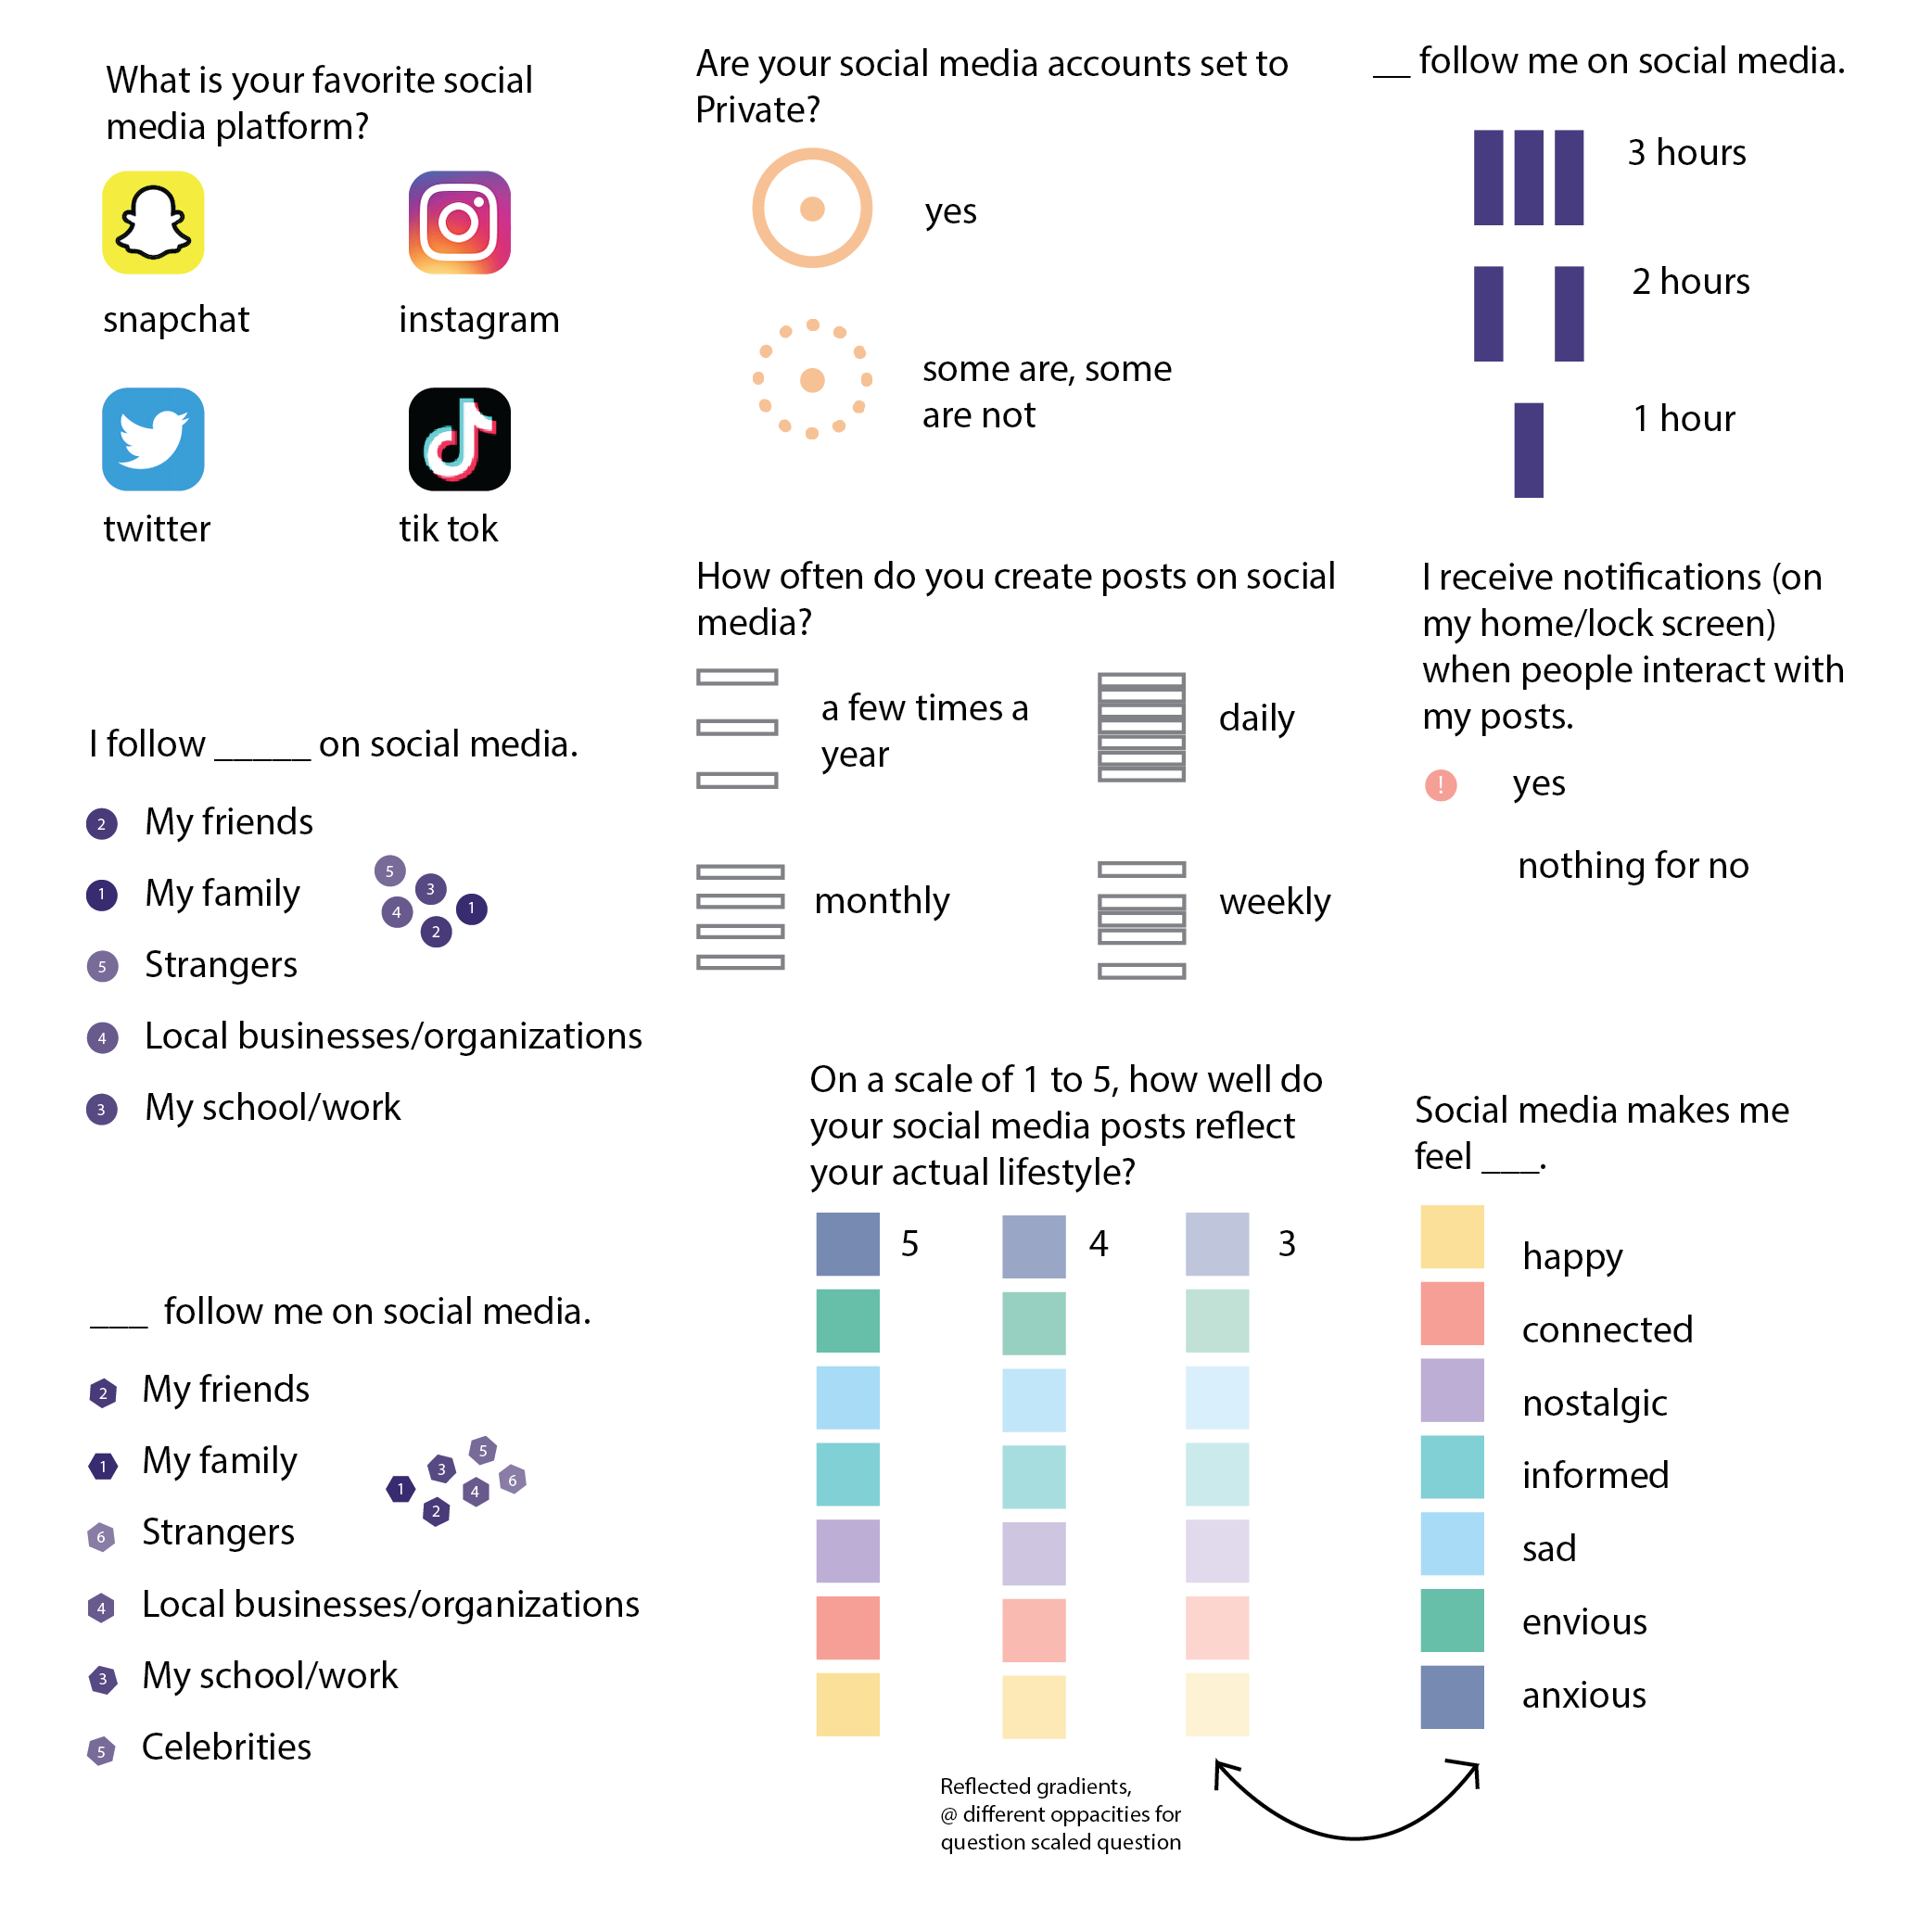 What is your favorite social
media platform?
snapchat
instagram
twitter
tik tok
Are your social media accounts set to
Private?
yes
some are, some
are not
__ follow me on social media.
3 hours
2 hours
1 hour
How often do you create posts on social
media?
a few times a
year
daily
monthly
weekly
I receive notifications (on
my home/lock screen)
when people interact with
my posts.
! yes
nothing for no
I follow _____ on social media.
2 My friends
1 My family
5 Strangers
4 Local businesses/organizations
3 My school/work
5
3
4
1
2
___ follow me on social media.
2 My friends
1 My family
6 Strangers
4 Local businesses/organizations
3 My school/work
5 Celebrities
5
3
6
1
4
2
On a scale of 1 to 5, how well do
your social media posts reflect
your actual lifestyle?
5
4
3
Reflected gradients,
@ different oppacities for
question scaled question
Social media makes me
feel ___.
happy
connected
nostalgic
informed
sad
envious
anxious